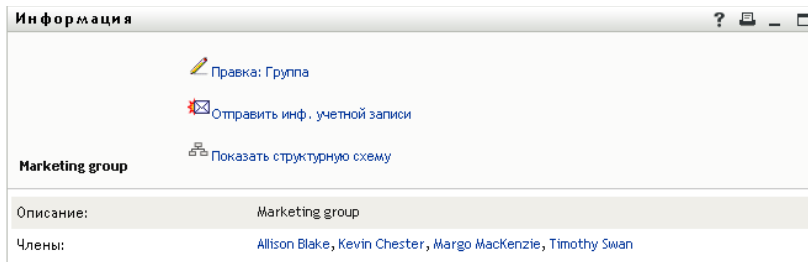 Информация
Правка: Группа
Отправить инф. учетной записи
Показать структурную схему
Marketing group
Описание: Marketing group
Члены: Allison Blake, Kevin Chester, Margo MacKenzie, Timothy Swan